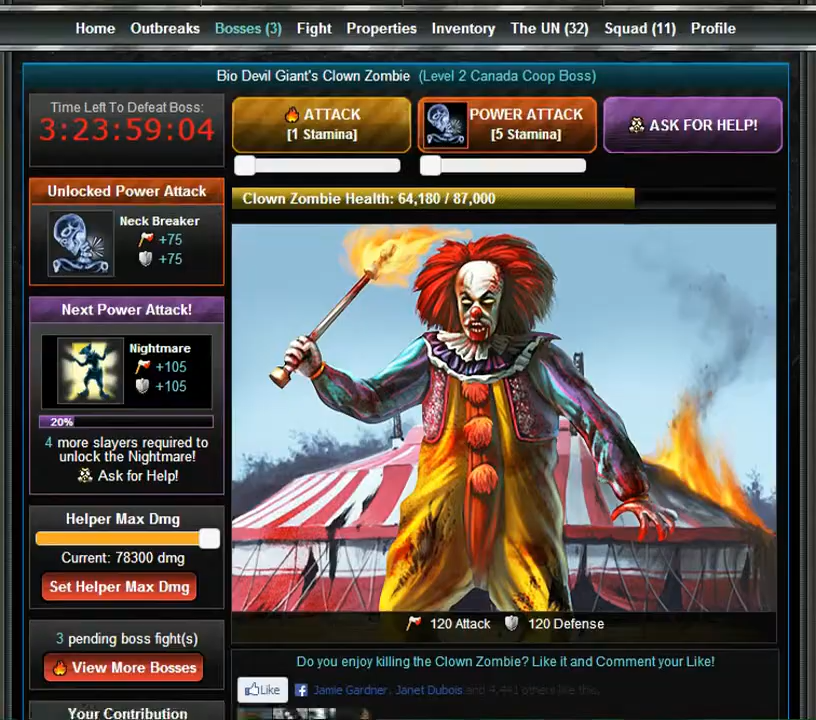 Home Outbreaks Bosses (3) Fight Properties Inventory The UN (32) Squad (11) Profile
Bio Devil Giant's Clown Zombie (Level 2 Canada Coop Boss)
Time Left To Defeat Boss:
3:23:59:04
ATTACK
[1 Stamina]
POWER ATTACK
[5 Stamina]
ASK FOR HELP!
Unlocked Power Attack
Neck Breaker
+75
+75
Next Power Attack!
Nightmare
+105
+105
20%
4 more slayers required to
unlock the Nightmare!
Ask for Help!
Helper Max Dmg
Current: 78300 dmg
Set Helper Max Dmg
3 pending boss fight(s)
View More Bosses
Your Contribution
Clown Zombie Health: 64,180 / 87,000
120 Attack 120 Defense
Do you enjoy killing the Clown Zombie? Like it and Comment your Like!
Like
Jamie Gardner, Janet Dubois and 4,441 others like this.